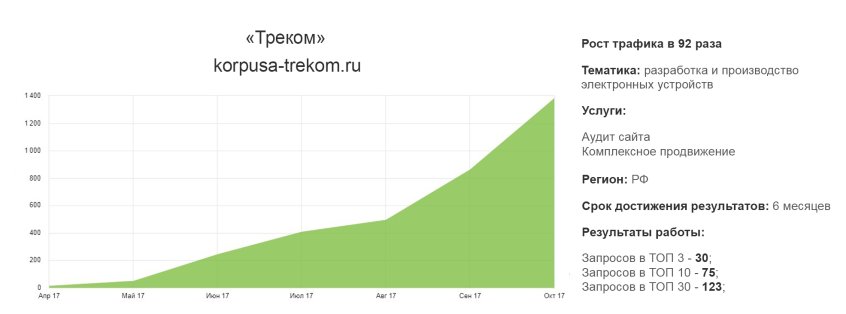 «Треком»
korpusa-trekom.ru
1 400
1 200
1 000
800
600
400
200
0
Апр 17 Май 17 Июн 17 Июл 17 Авг 17 Сен 17 Окт 17
Рост трафика в 92 раза
Тематика: разработка и производство
электронных устройств
Услуги:
Аудит сайта
Комплексное продвижение
Регион: РФ
Срок достижения результатов: 6 месяцев
Результаты работы:
Запросов в ТОП 3 - 30;
Запросов в ТОП 10 - 75;
Запросов в ТОП 30 - 123;